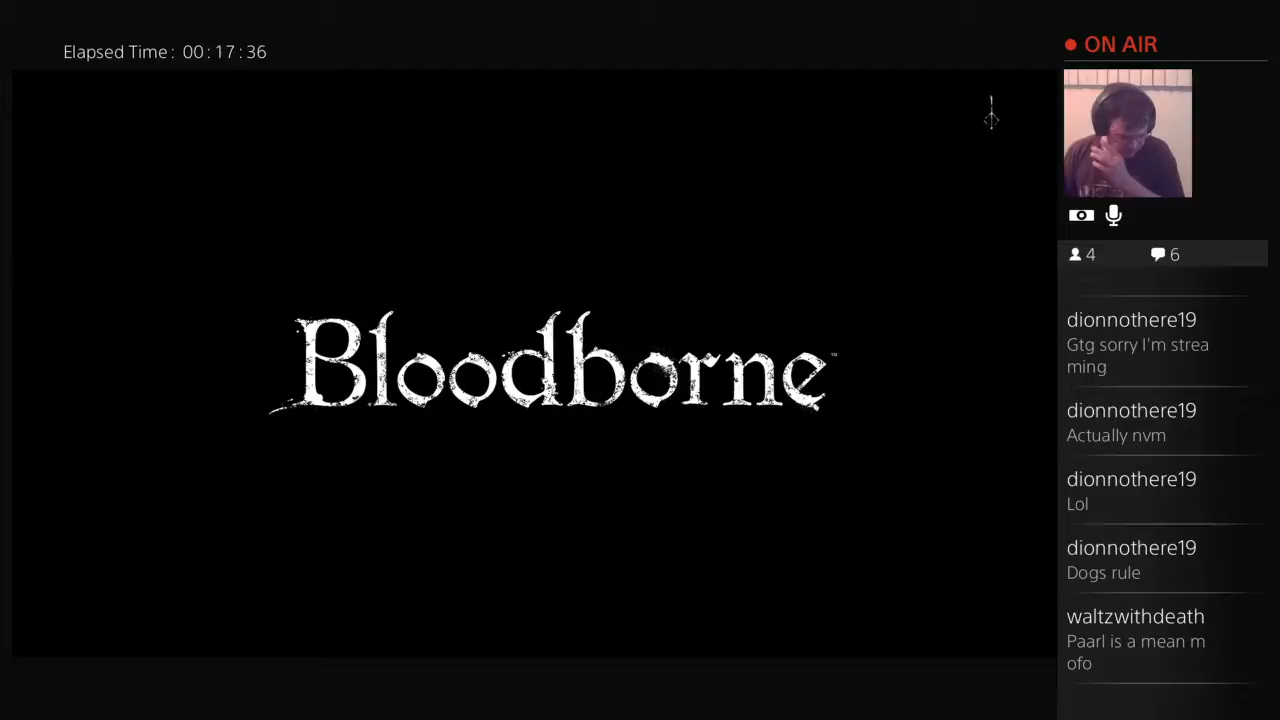 Elapsed Time: 00:17:36
ON AIR
4
6
Bloodborne™
dionnothere19
Gtg sorry I'm strea
ming
dionnothere19
Actually nvm
dionnothere19
Lol
dionnothere19
Dogs rule
waltzwithdeath
Paarl is a mean m
ofo